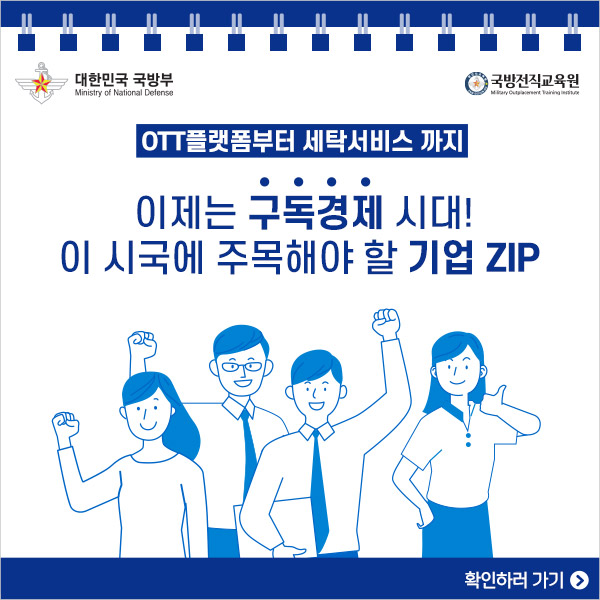 대한민국 국방부
Ministry of National Defense
국방전직교육원
Military Outplacement Training Institute
OTT플랫폼부터 세탁서비스 까지
이제는 구독경제 시대!
이 시국에 주목해야 할 기업 ZIP
확인하러 가기